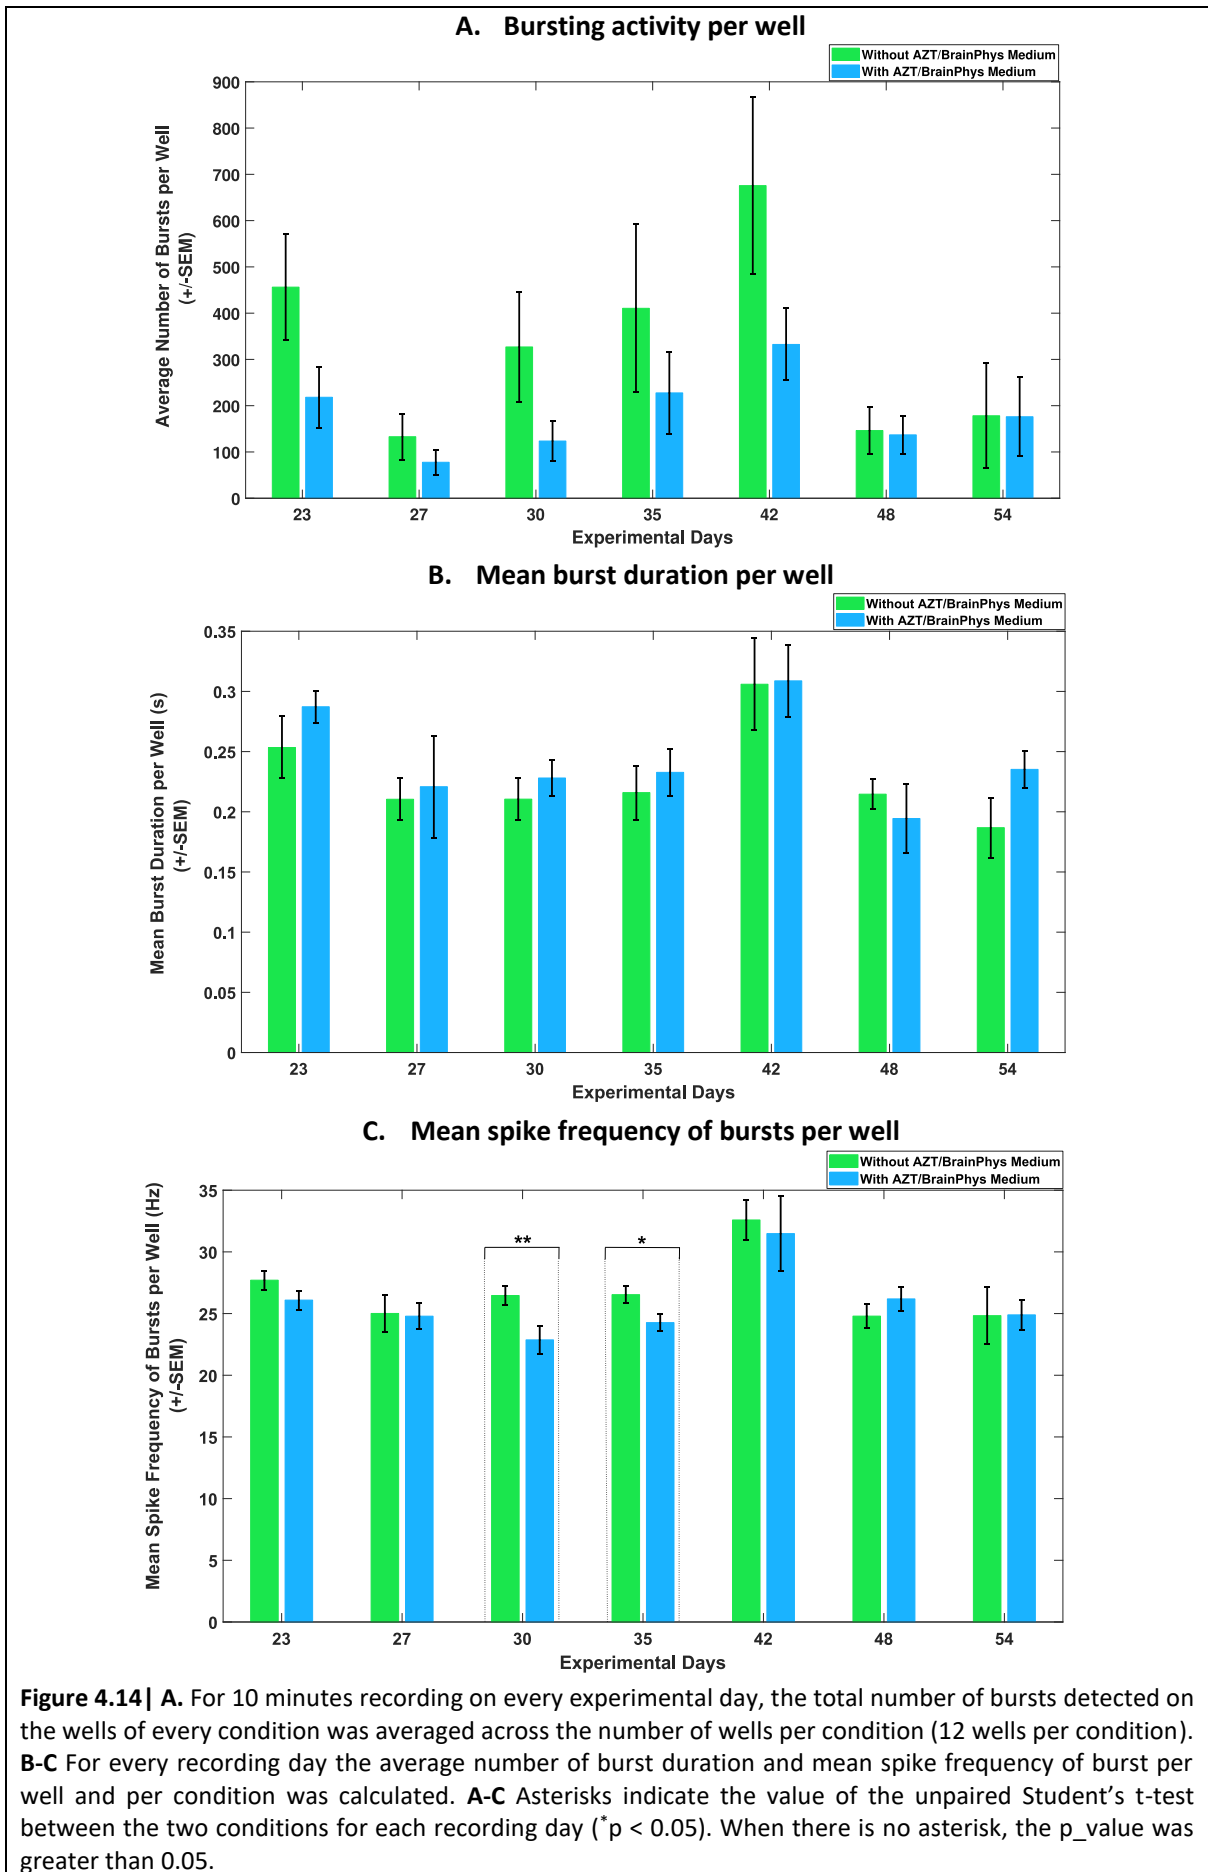 A. Bursting activity per well
Without AZT/BrainPhys Medium
With AZT/BrainPhys Medium
Average Number of Bursts per Well
(+/-SEM)
900
800
700
600
500
400
300
200
100
0
23 27 30 35 42 48 54
Experimental Days
B. Mean burst duration per well
Without AZT/BrainPhys Medium
With AZT/BrainPhys Medium
Mean Burst Duration per Well (s)
(+/-SEM)
0.35
0.3
0.25
0.2
0.15
0.1
0.05
0
23 27 30 35 42 48 54
Experimental Days
C. Mean spike frequency of bursts per well
Without AZT/BrainPhys Medium
With AZT/BrainPhys Medium
Mean Spike Frequency of Bursts per Well (Hz)
(+/-SEM)
35
30
25
20
15
10
5
0
** *
23 27 30 35 42 48 54
Experimental Days
Figure 4.14| A. For 10 minutes recording on every experimental day, the total number of bursts detected on
the wells of every condition was averaged across the number of wells per condition (12 wells per condition).
B-C For every recording day the average number of burst duration and mean spike frequency of burst per
well and per condition was calculated. A-C Asterisks indicate the value of the unpaired Student’s t-test
between the two conditions for each recording day (*p < 0.05). When there is no asterisk, the p_value was
greater than 0.05.